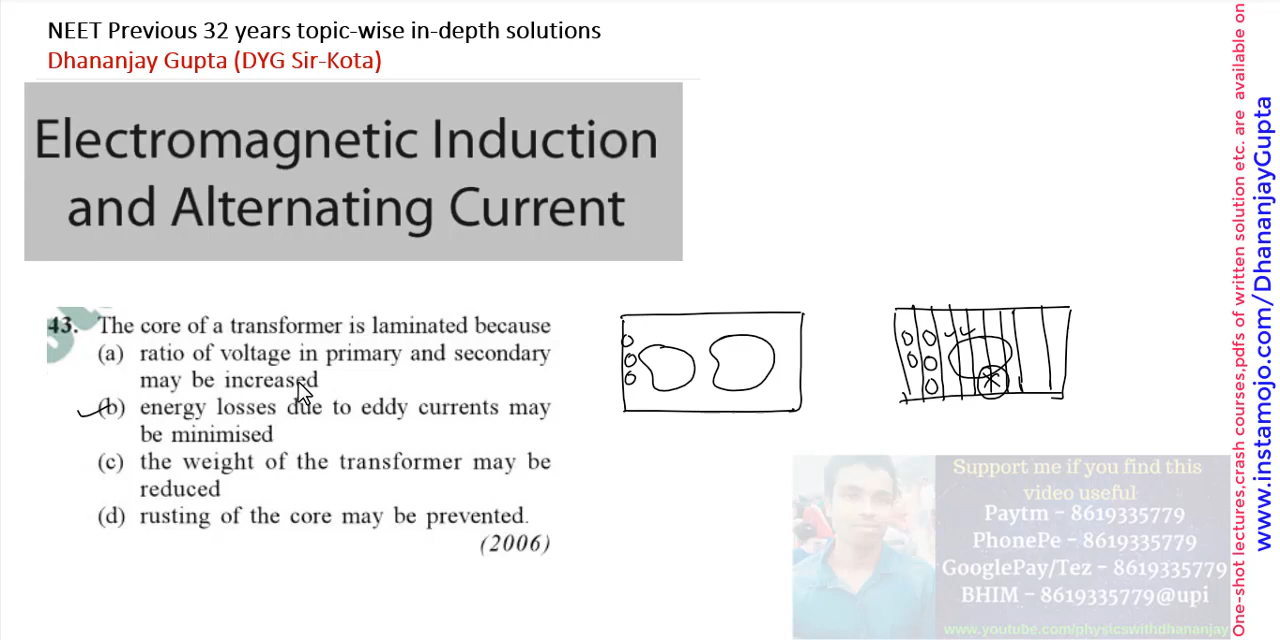 NEET Previous 32 years topic-wise in-depth solutions
Dhananjay Gupta (DYG Sir-Kota)
Electromagnetic Induction
and Alternating Current
43. The core of a transformer is laminated because
(a) ratio of voltage in primary and secondary
may be increased
(b) energy losses due to eddy currents may
be minimised
(c) the weight of the transformer may be
reduced
(d) rusting of the core may be prevented.
(2006)
Support me if you find this
video useful
Paytm - 8619335779
PhonePe - 8619335779
GooglePay/Tez - 8619335779
BHIM - 8619335779@upi
www.youtube.com/physicswithdhananjay
One-shot lectures,crash courses,pdfs of written solution etc. are available on
www.instamojo.com/DhananjayGupta